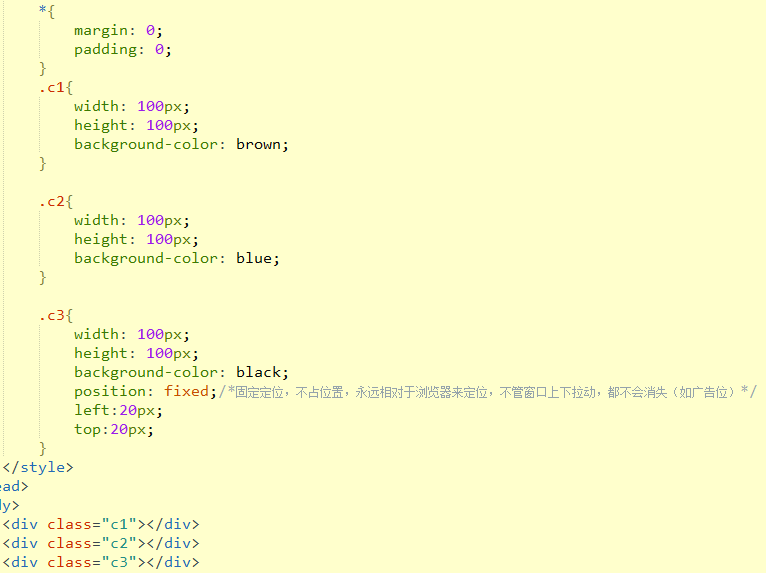 *{
margin: 0;
padding: 0;
}
.c1{
width: 100px;
height: 100px;
background-color: brown;
}
.c2{
width: 100px;
height: 100px;
background-color: blue;
}
.c3{
width: 100px;
height: 100px;
background-color: black;
position: fixed;/*固定定位，不占位置，永远相对于浏览器来定位，不管窗口上下拉动，都不会消失（如广告位）*/
left:20px;
top:20px;
}
</style>
ead>
dy>
<div class="c1"></div>
<div class="c2"></div>
<div class="c3"></div>